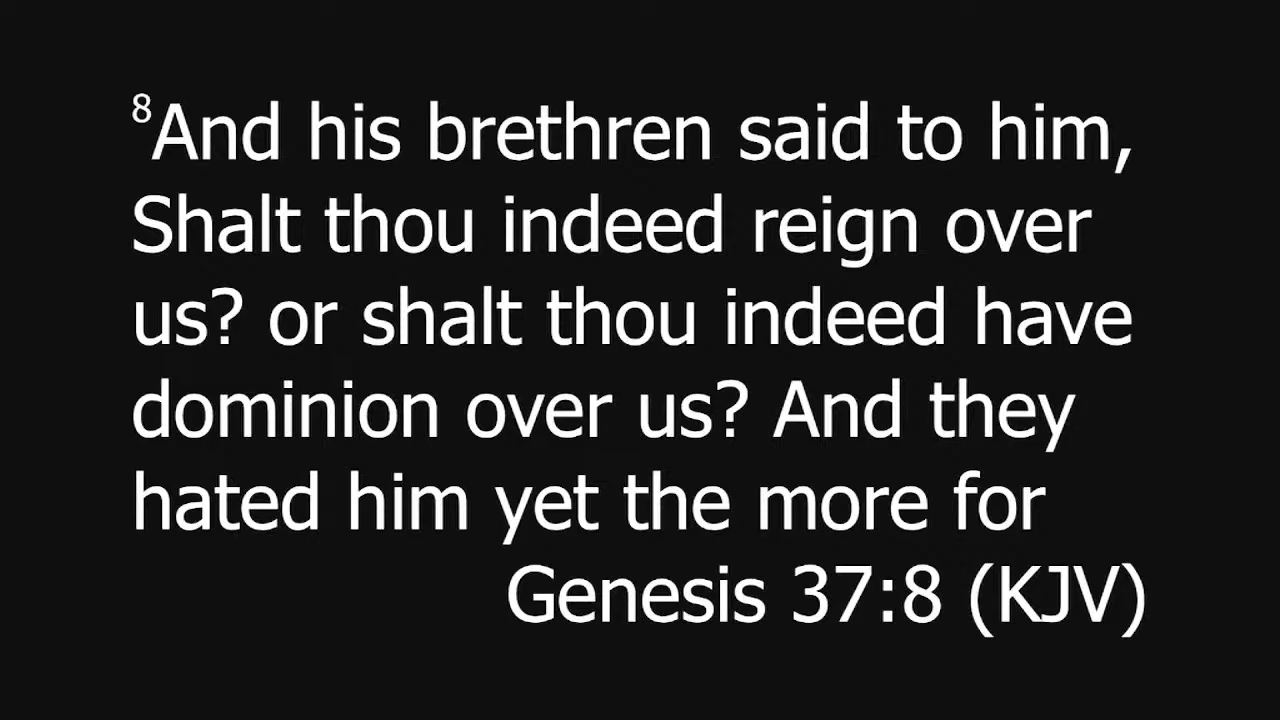 ⁸And his brethren said to him,
Shalt thou indeed reign over
us? or shalt thou indeed have
dominion over us? And they
hated him yet the more for
Genesis 37:8 (KJV)